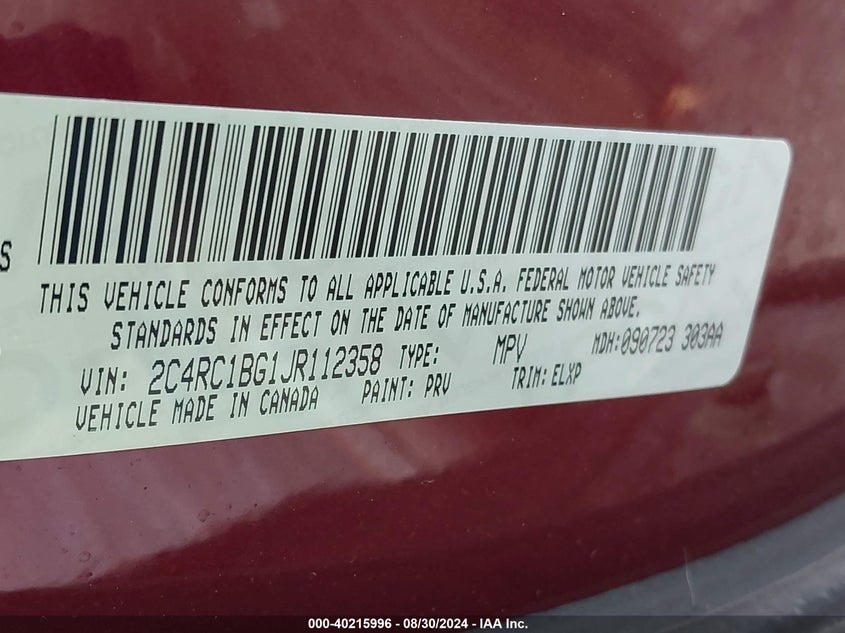 S
THIS VEHICLE CONFORMS TO ALL APPLICABLE U.S.A. FEDERAL MOTOR VEHICLE SAFETY
STANDARDS IN EFFECT ON THE DATE OF MANUFACTURE SHOWN ABOVE.
VIN: 2C4RC1BG1JR112358 TYPE: MPV MDH:090723 303AA
VEHICLE MADE IN CANADA PAINT: PRV TRIM: ELXP
000-40215996 - 08/30/2024 - IAA Inc.